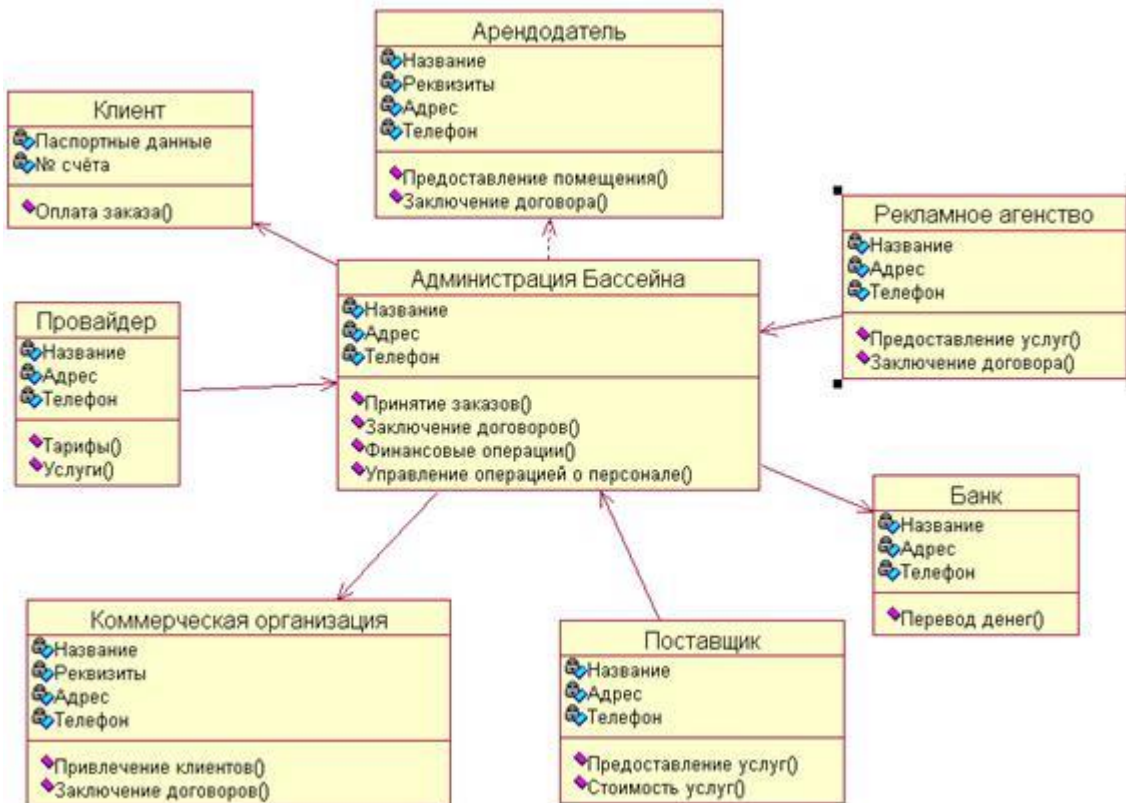 Арендодатель
Название
Реквизиты
Адрес
Телефон
Предоставление помещения()
Заключение договора()
Клиент
Паспортные данные
№ счёта
Оплата заказа()
Рекламное агенство
Название
Адрес
Телефон
Предоставление услуг()
Заключение договора()
Администрация Бассейна
Название
Адрес
Телефон
Принятие заказов()
Заключение договоров()
Финансовые операции()
Управление операцией о персонале()
Провайдер
Название
Адрес
Телефон
Тарифы()
Услуги()
Банк
Название
Адрес
Телефон
Перевод денег()
Коммерческая организация
Название
Реквизиты
Адрес
Телефон
Привлечение клиентов()
Заключение договоров()
Поставщик
Название
Адрес
Телефон
Предоставление услуг()
Стоимость услуг()